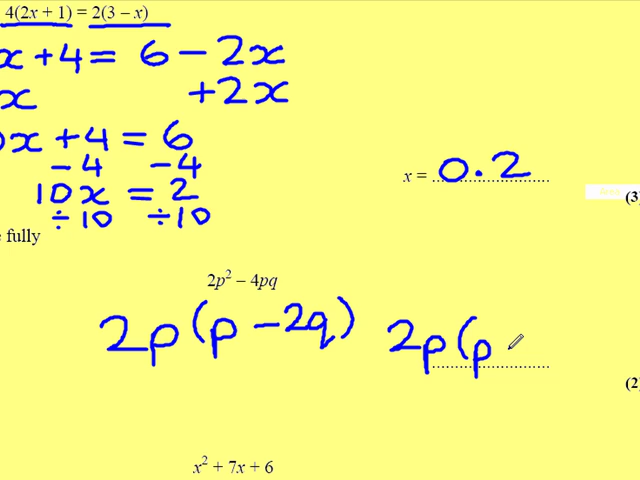 4(2x + 1) = 2(3 – x)
x + 4 = 6 – 2x
x + 2x
x + 4 = 6
– 4 – 4
10x = 2
÷ 10 ÷ 10
x = 0.2
(3)
fully
2p² – 4pq
2p(p – 2q) 2p(p
(2)
x² + 7x + 6